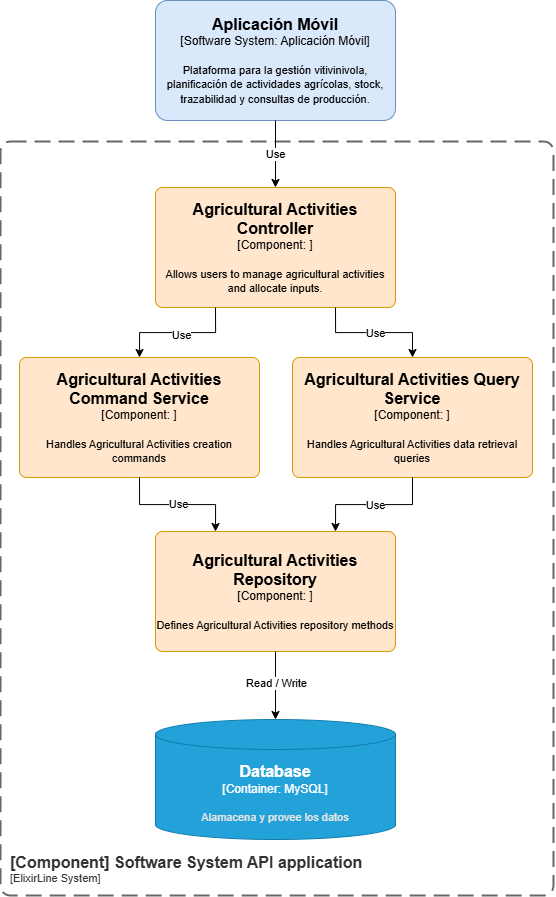 Aplicación Móvil
[Software System: Aplicación Móvil]
Plataforma para la gestión vitivinivola,
planificación de actividades agrícolas, stock,
trazabilidad y consultas de producción.
Use
Agricultural Activities
Controller
[Component: ]
Allows users to manage agricultural activities
and allocate inputs.
Use
Use
Agricultural Activities
Command Service
[Component: ]
Handles Agricultural Activities creation
commands
Agricultural Activities Query
Service
[Component: ]
Handles Agricultural Activities data retrieval
queries
Use
Use
Agricultural Activities
Repository
[Component: ]
Defines Agricultural Activities repository methods
Read / Write
Database
[Container: MySQL]
Alamacena y provee los datos
[Component] Software System API application
[ElixirLine System]